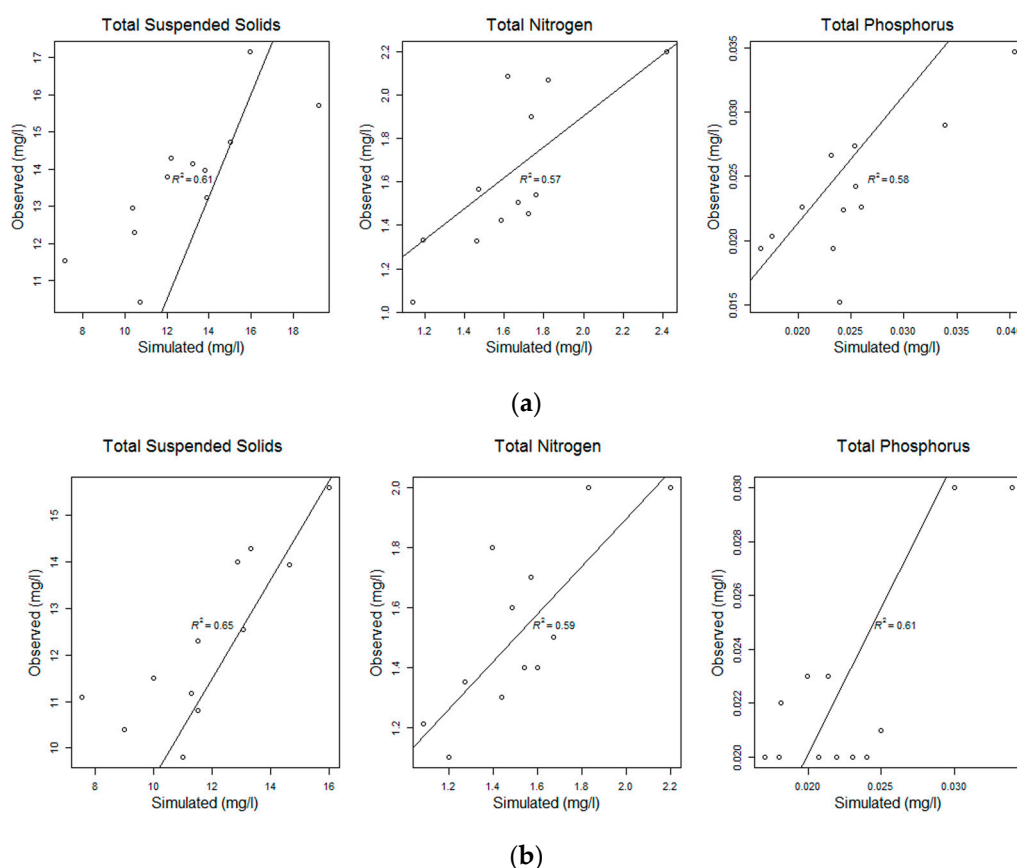 Total Suspended Solids
Observed (mg/l)
17
16
15
14
13
12
11
R² = 0.61
8 10 12 14 16 18
Simulated (mg/l)
Total Nitrogen
Observed (mg/l)
2.2
2.0
1.8
1.6
1.4
1.2
1.0
R² = 0.57
1.2 1.4 1.6 1.8 2.0 2.2 2.4
Simulated (mg/l)
Total Phosphorus
Observed (mg/l)
0.035
0.030
0.025
0.020
0.015
R² = 0.58
0.020 0.025 0.030 0.035 0.040
Simulated (mg/l)
(a)
Total Suspended Solids
Observed (mg/l)
15
14
13
12
11
10
R² = 0.65
8 10 12 14 16
Simulated (mg/l)
Total Nitrogen
Observed (mg/l)
2.0
1.8
1.6
1.4
1.2
R² = 0.59
1.2 1.4 1.6 1.8 2.0 2.2
Simulated (mg/l)
Total Phosphorus
Observed (mg/l)
0.030
0.028
0.026
0.024
0.022
0.020
R² = 0.61
0.020 0.025 0.030
Simulated (mg/l)
(b)